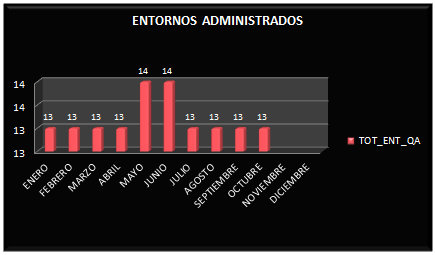 ENTORNOS ADMINISTRADOS
14
14
13
13
13
13
13
13
14
14
13
13
13
13
ENERO
FEBRERO
MARZO
ABRIL
MAYO
JUNIO
JULIO
AGOSTO
SEPTIEMBRE
OCTUBRE
NOVIEMBRE
DICIEMBRE
TOT_ENT_QA